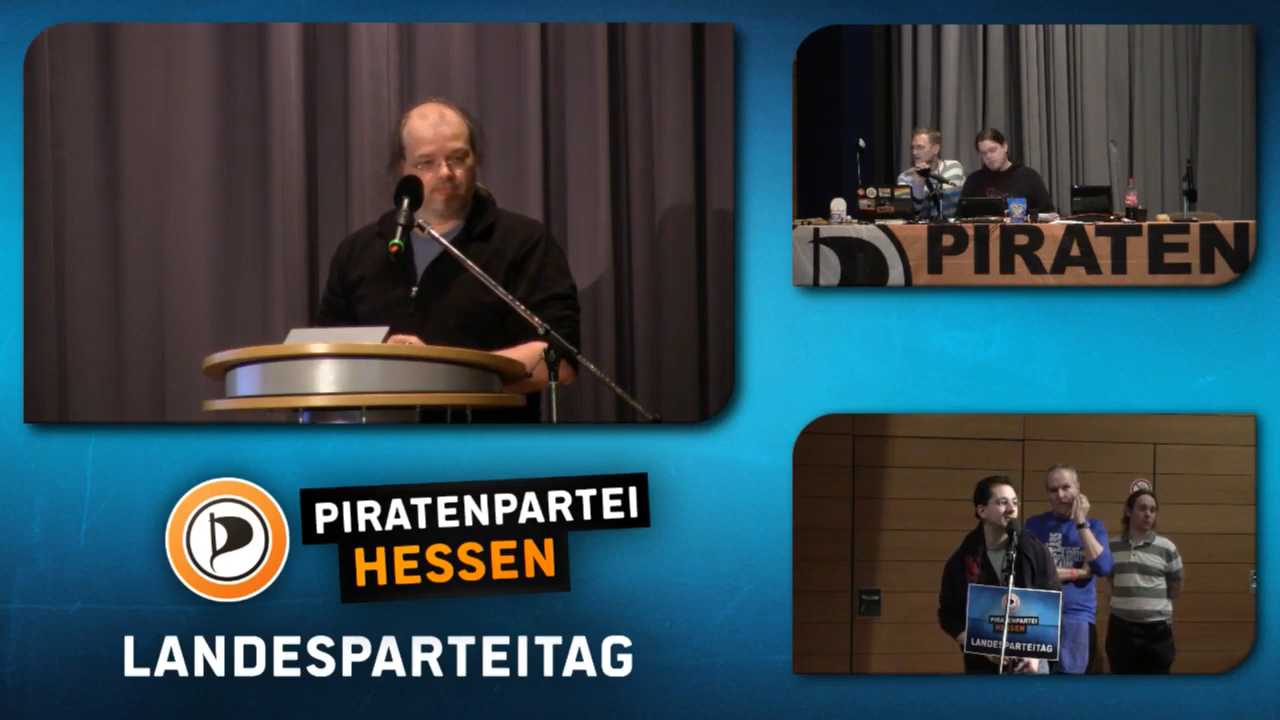 PIRATEN
PIRATENPARTEI
HESSEN
LANDESPARTEITAG
PIRATENPARTEI
HESSEN
LANDESPARTEITAG